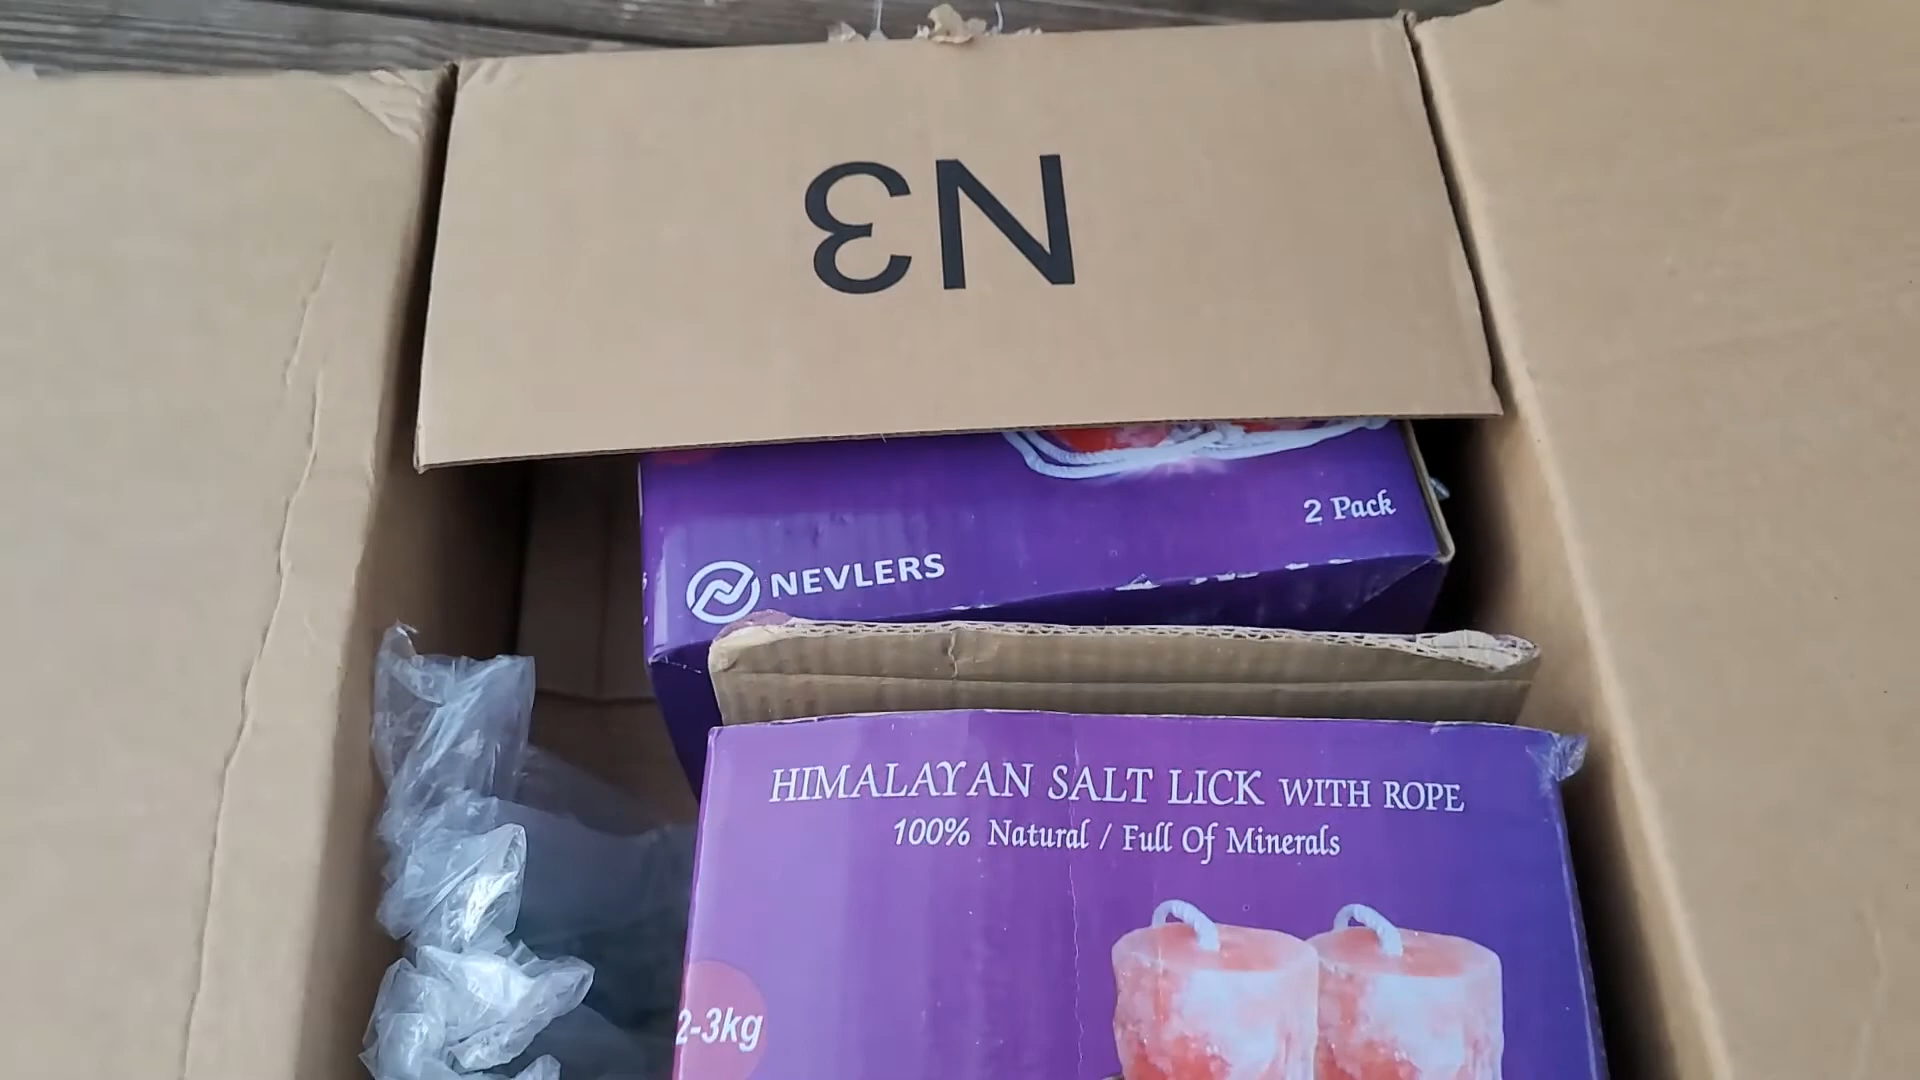 N3
2 Pack
NEVLERS
HIMALAYAN SALT LICK WITH ROPE
100% Natural / Full Of Minerals
2-3kg